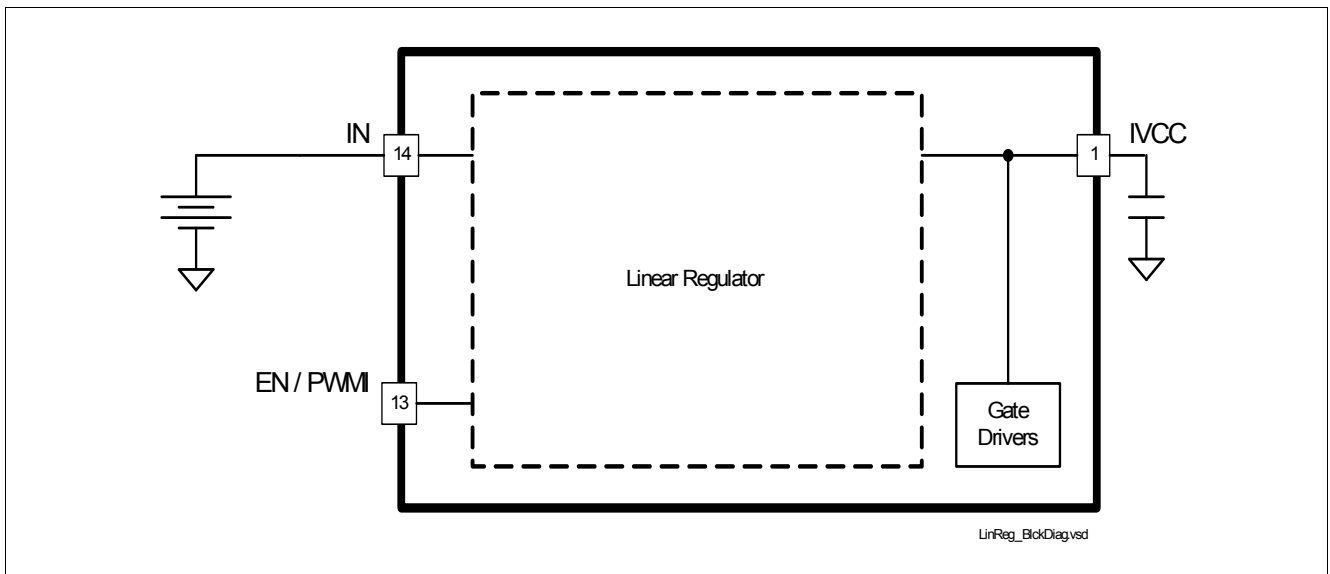 IN
14
1
IVCC
Linear Regulator
EN / PWMI
13
Gate
Drivers
LinReg_BlckDiag.vsd